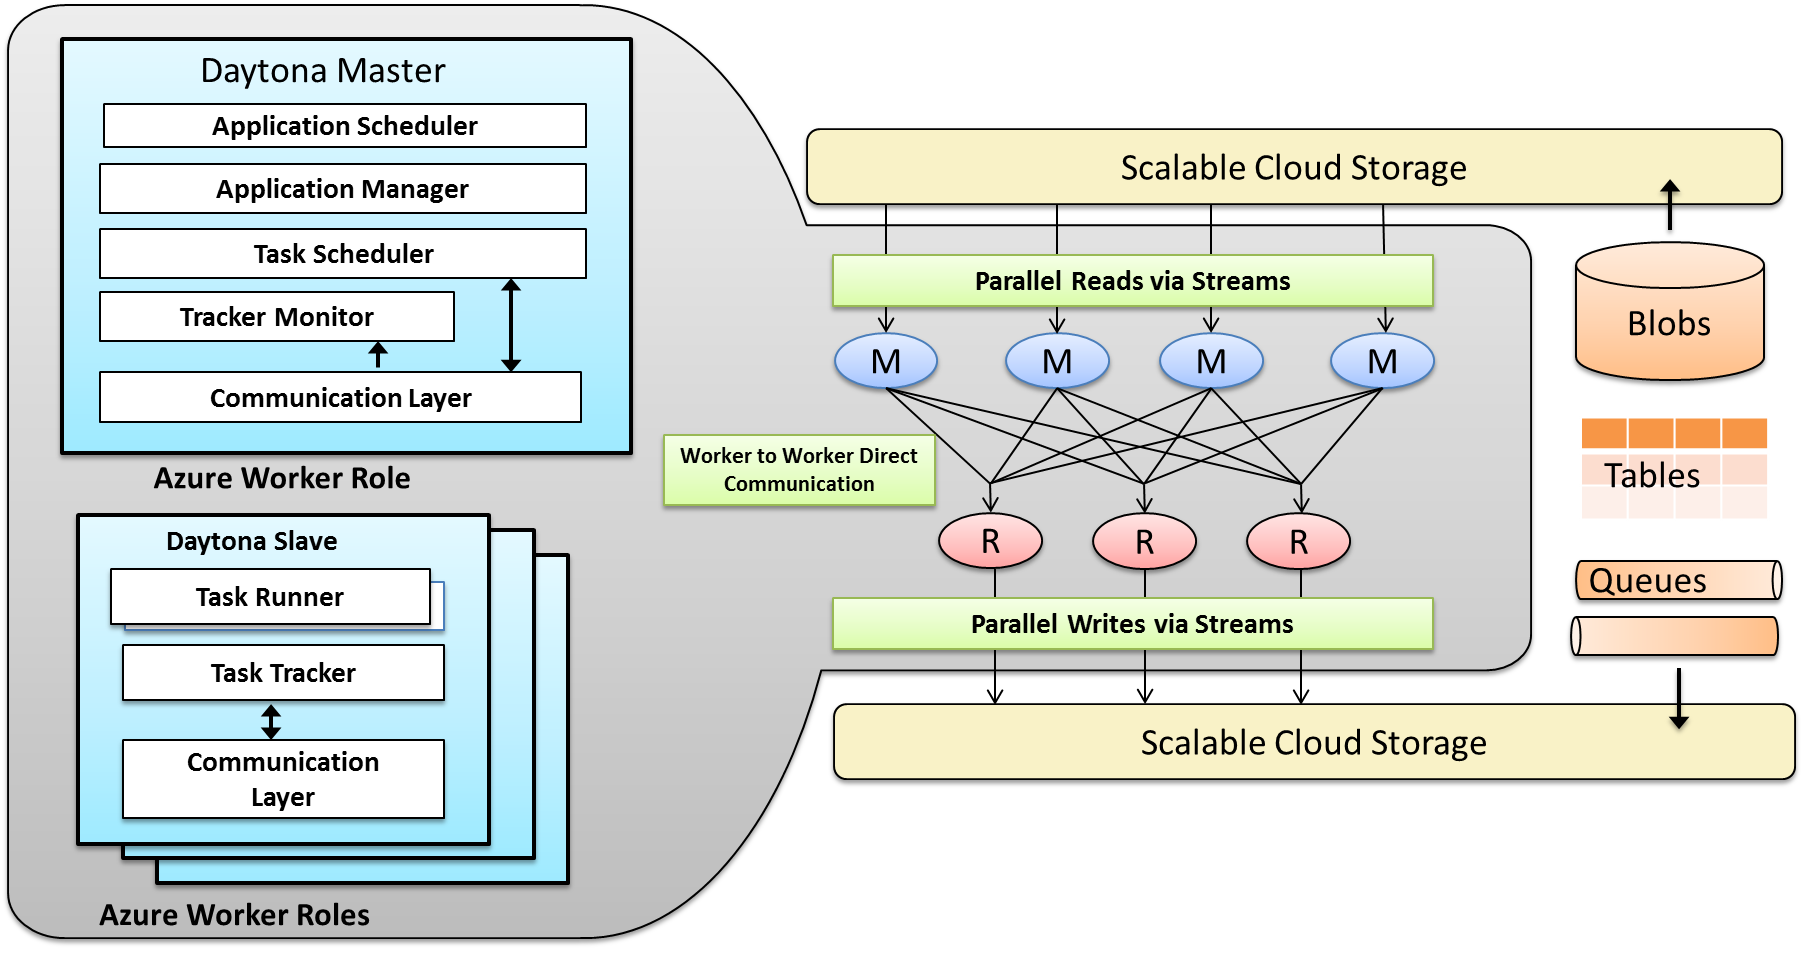 Daytona Master
Application Scheduler
Application Manager
Task Scheduler
Tracker Monitor
Communication Layer
Azure Worker Role
Daytona Slave
Task Runner
Task Tracker
Communication
Layer
Azure Worker Roles
Scalable Cloud Storage
Parallel Reads via Streams
M M M M
Worker to Worker Direct
Communication
R R R
Parallel Writes via Streams
Scalable Cloud Storage
Blobs
Tables
Queues